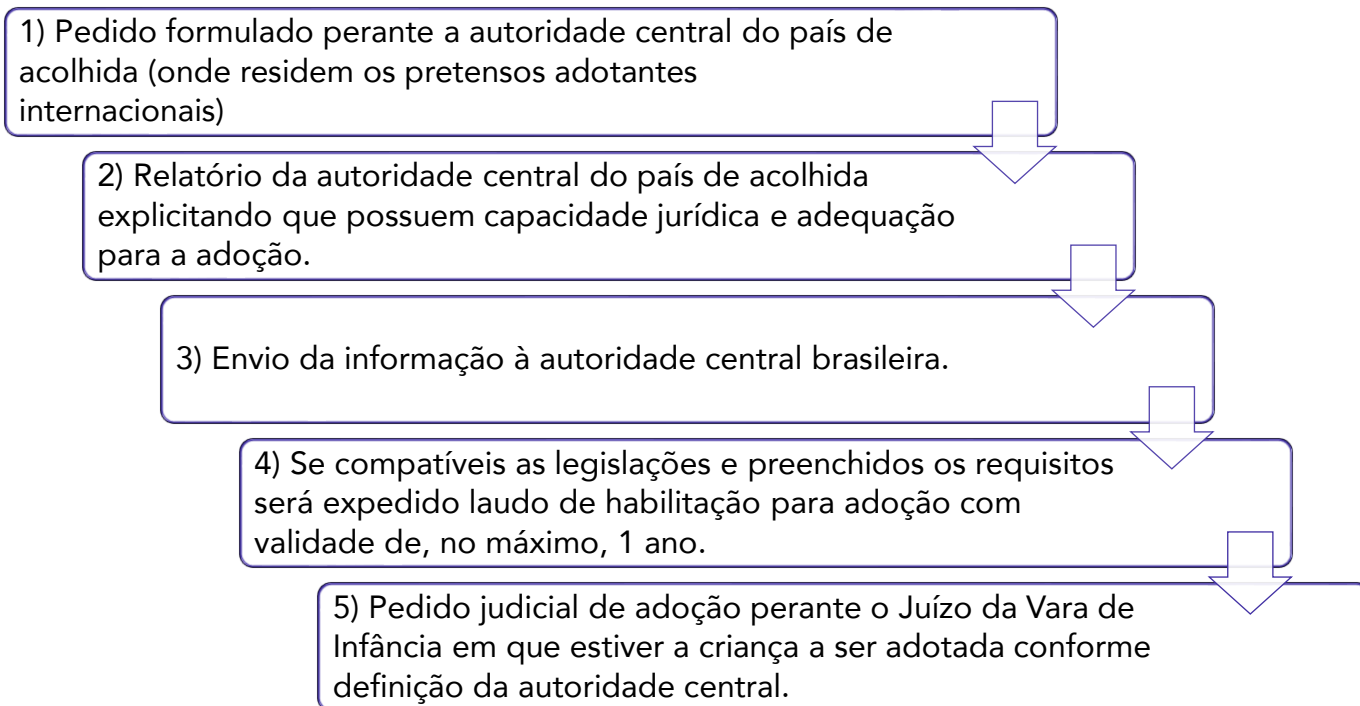 1) Pedido formulado perante a autoridade central do país de
acolhida (onde residem os pretensos adotantes
internacionais)
2) Relatório da autoridade central do país de acolhida
explicitando que possuem capacidade jurídica e adequação
para a adoção.
3) Envio da informação à autoridade central brasileira.
4) Se compatíveis as legislações e preenchidos os requisitos
será expedido laudo de habilitação para adoção com
validade de, no máximo, 1 ano.
5) Pedido judicial de adoção perante o Juízo da Vara de
Infância em que estiver a criança a ser adotada conforme
definição da autoridade central.